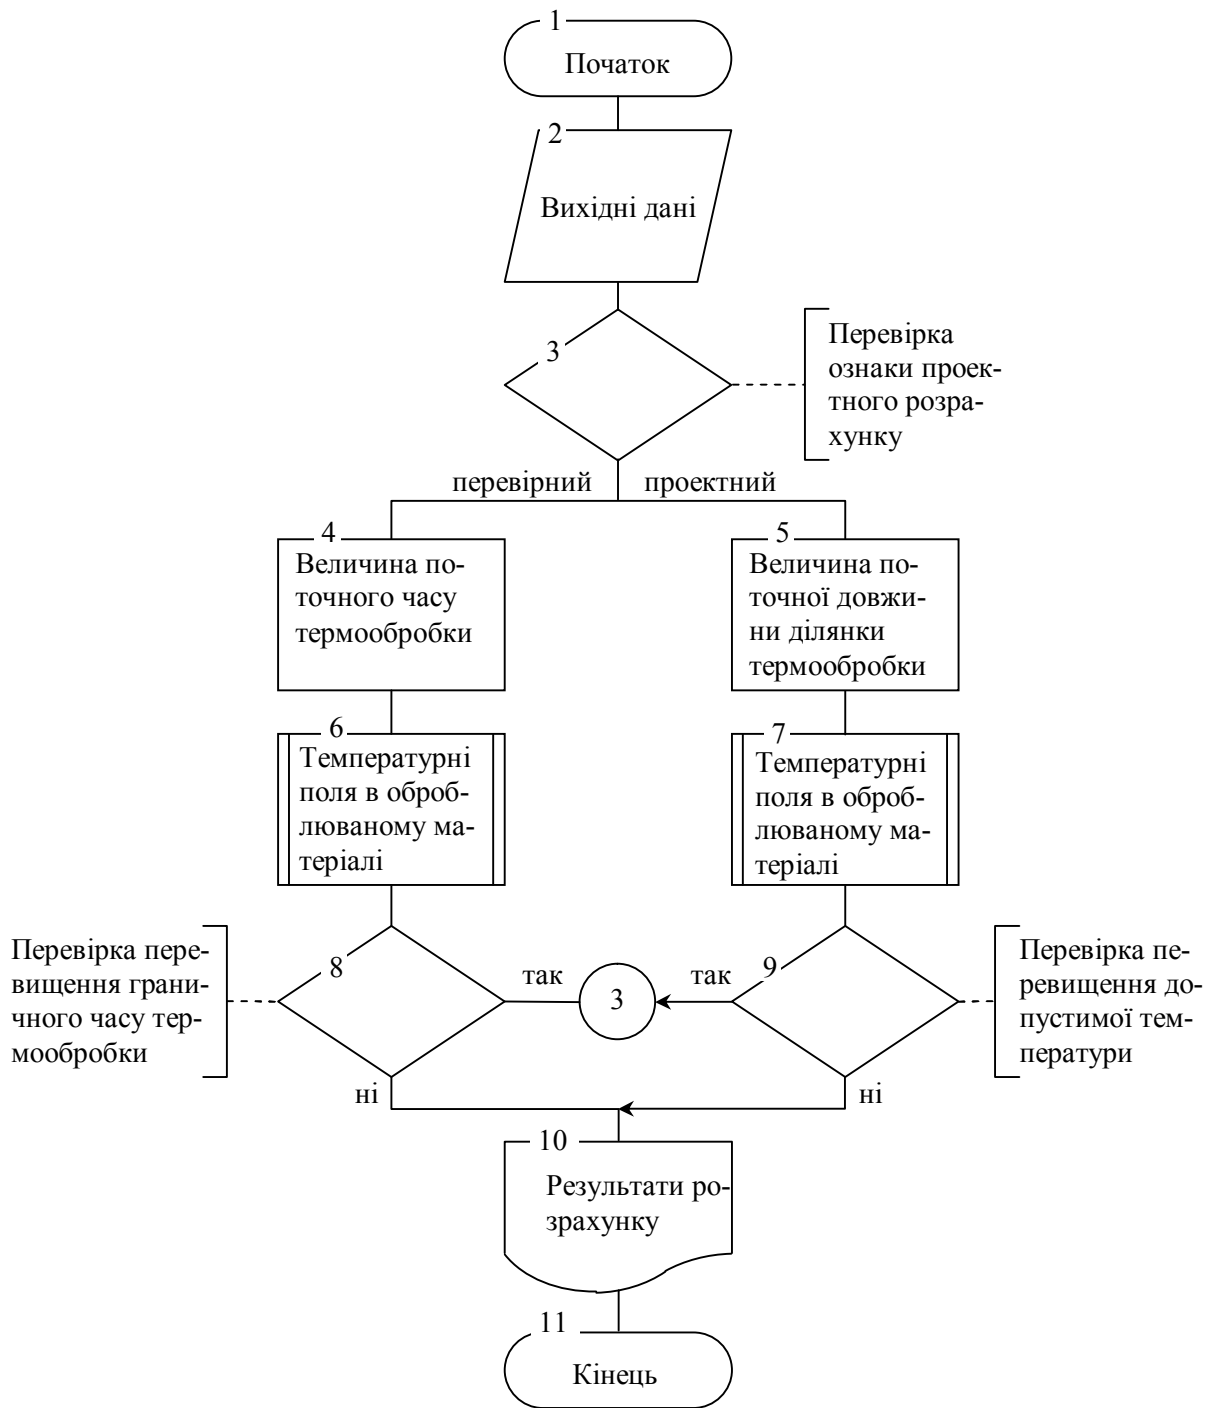 1
Початок
2
Вихідні дані
3
Перевірка
ознаки проек-
тного розра-
хунку
перевірний
проектний
4
Величина по-
точного часу
термообробки
5
Величина по-
точної довжи-
ни ділянки
термообробки
6
Температурні
поля в оброб-
люваному ма-
теріалі
7
Температурні
поля в оброб-
люваному ма-
теріалі
Перевірка пере-
вищення грани-
чного часу тер-
мообробки
8
так
3
так
9
Перевірка пе-
ревищення до-
пустимої тем-
ператури
ні
ні
10
Результати ро-
зрахунку
11
Кінець